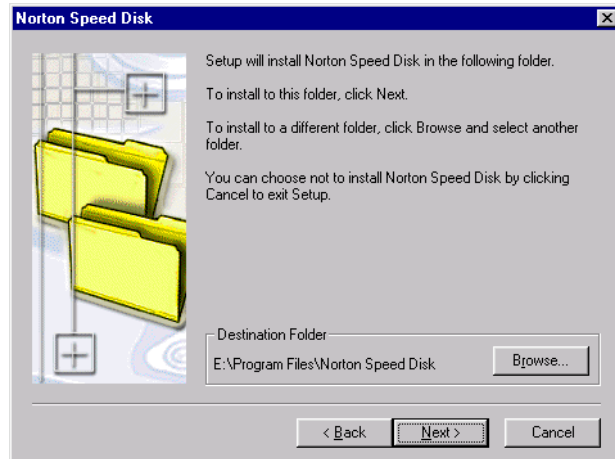 Norton Speed Disk
Setup will install Norton Speed Disk in the following folder.
To install to this folder, click Next.
To install to a different folder, click Browse and select another
folder.
You can choose not to install Norton Speed Disk by clicking
Cancel to exit Setup.
Destination Folder
E:\Program Files\Norton Speed Disk
Browse...
< Back
Next >
Cancel